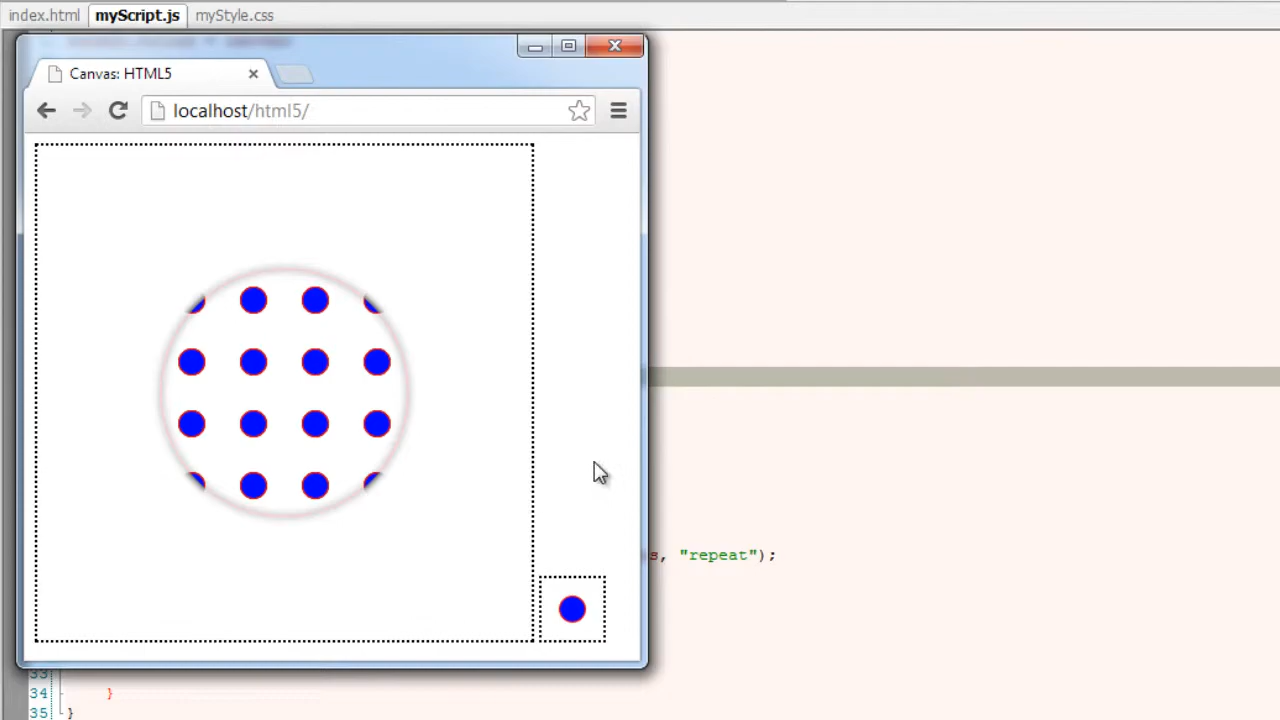 index.html myScript.js myStyle.css
Canvas: HTML5
localhost/html5/
s, "repeat");
33
34 }
35 }